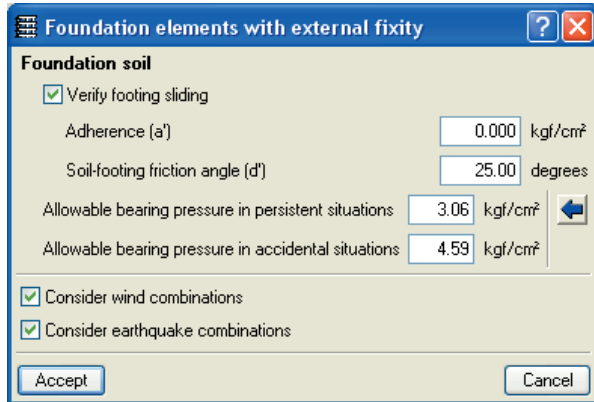 Foundation elements with external fixity
Foundation soil
Verify footing sliding
Adherence (a') 0.000 kgf/cm²
Soil-footing friction angle (d') 25.00 degrees
Allowable bearing pressure in persistent situations 3.06 kgf/cm²
Allowable bearing pressure in accidental situations 4.59 kgf/cm²
Consider wind combinations
Consider earthquake combinations
Accept Cancel